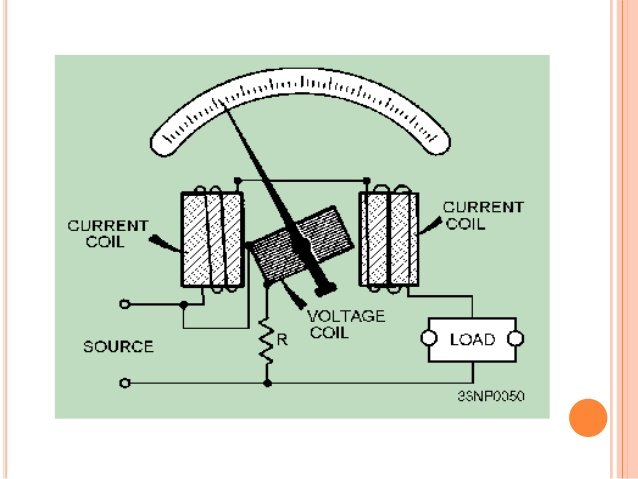 CURRENT
COIL
CURRENT
COIL
VOLTAGE
COIL
R
SOURCE
LOAD
3SNP0050